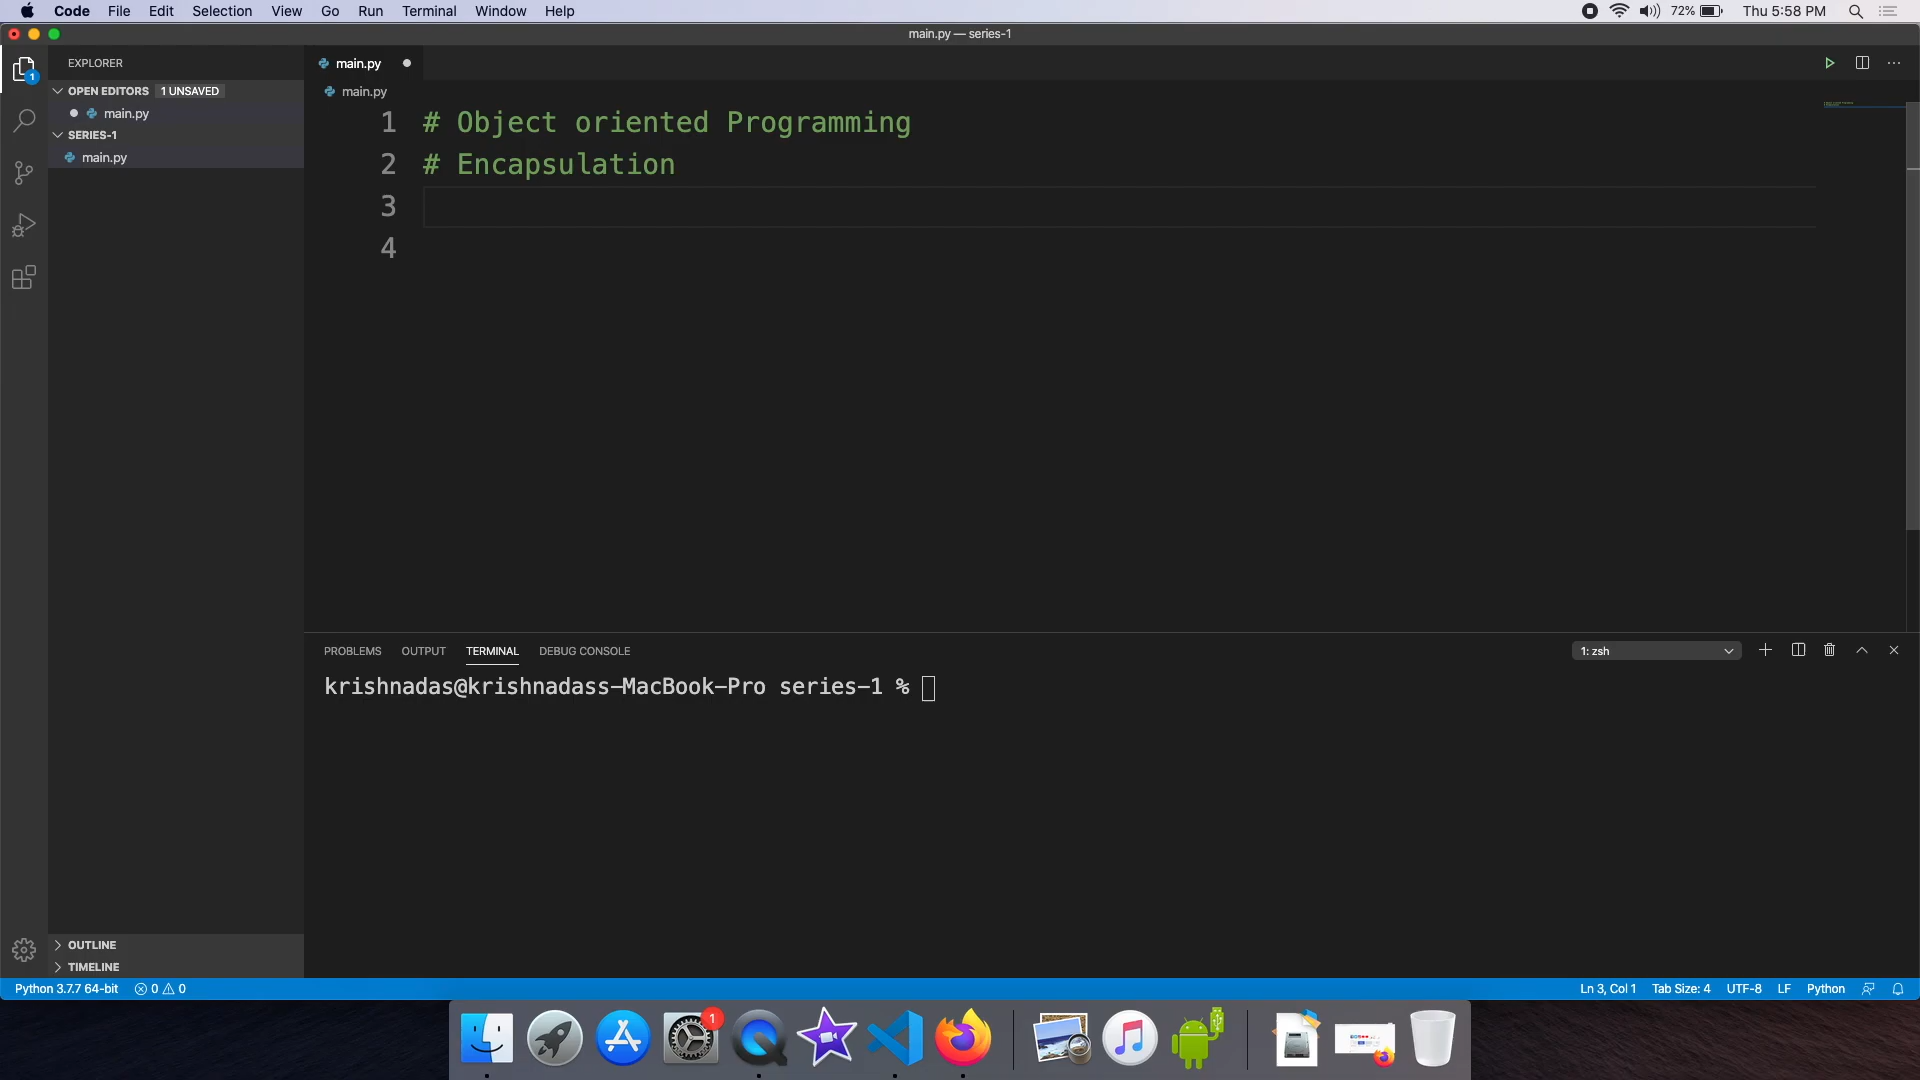 Code File Edit Selection View Go Run Terminal Window Help 72% Thu 5:58 PM
main.py — series-1
1
EXPLORER
OPEN EDITORS 1 UNSAVED
main.py
SERIES-1
main.py
OUTLINE
TIMELINE
main.py
main.py
1 # Object oriented Programming
2 # Encapsulation
3
4
PROBLEMS OUTPUT TERMINAL DEBUG CONSOLE 1: zsh
krishnadas@krishnadass-MacBook-Pro series-1 %
Python 3.7.7 64-bit 0 0 Ln 3, Col 1 Tab Size: 4 UTF-8 LF Python
1